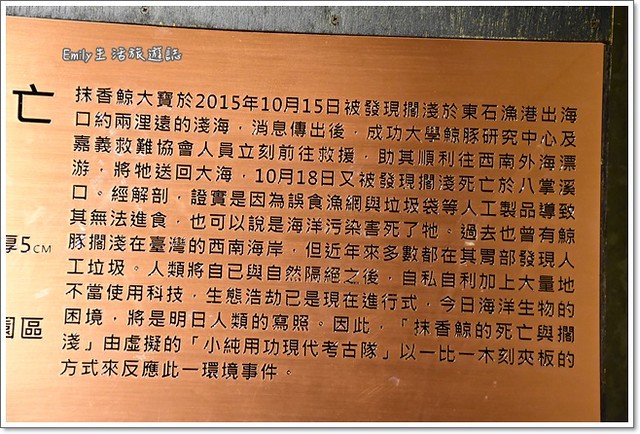 Emily生活旅遊誌
亡
厚5CM
園區
抹香鯨大寶於2015年10月15日被發現擱淺於東石漁港出海
口約兩浬遠的淺海，消息傳出後，成功大學鯨豚研究中心及
嘉義救難協會人員立刻前往救援，助其順利往西南外海漂
游，將牠送回大海，10月18日又被發現擱淺死亡於八掌溪
口。經解剖，證實是因為誤食漁網與垃圾袋等人工製品導致
其無法進食，也可以說是海洋污染害死了牠。過去也曾有鯨
豚擱淺在臺灣的西南海岸，但近年來多數都在其胃部發現人
工垃圾。人類將自已與自然隔絕之後，自私自利加上大量地
不當使用科技，生態浩劫已是現在進行式，今日海洋生物的
困境，將是明日人類的寫照。因此，「抹香鯨的死亡與擱
淺」由虛擬的「小純用功現代考古隊」以一比一木刻夾板的
方式來反應此一環境事件。